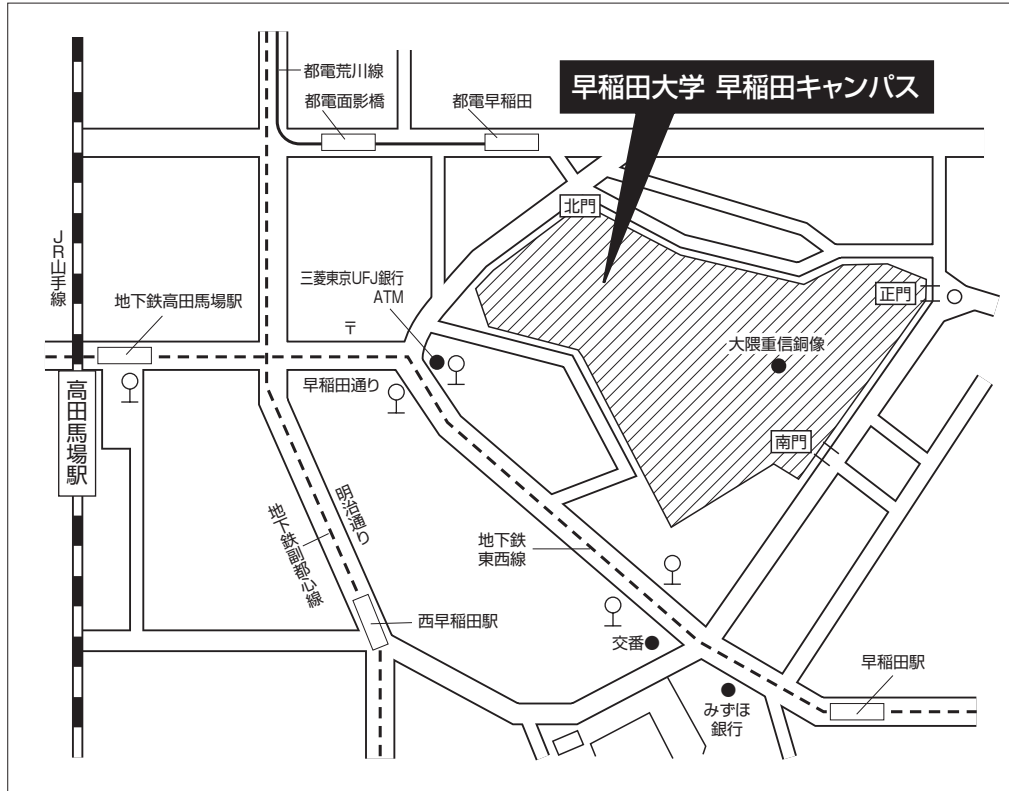 都電荒川線
都電面影橋
都電早稲田
早稲田大学 早稲田キャンパス
北門
JR山手線
三菱東京UFJ銀行
ATM
地下鉄高田馬場駅
〒
正門
大隈重信銅像
早稲田通り
高田馬場駅
南門
明治通り
地下鉄副都心線
地下鉄
東西線
西早稲田駅
交番
早稲田駅
みずほ
銀行